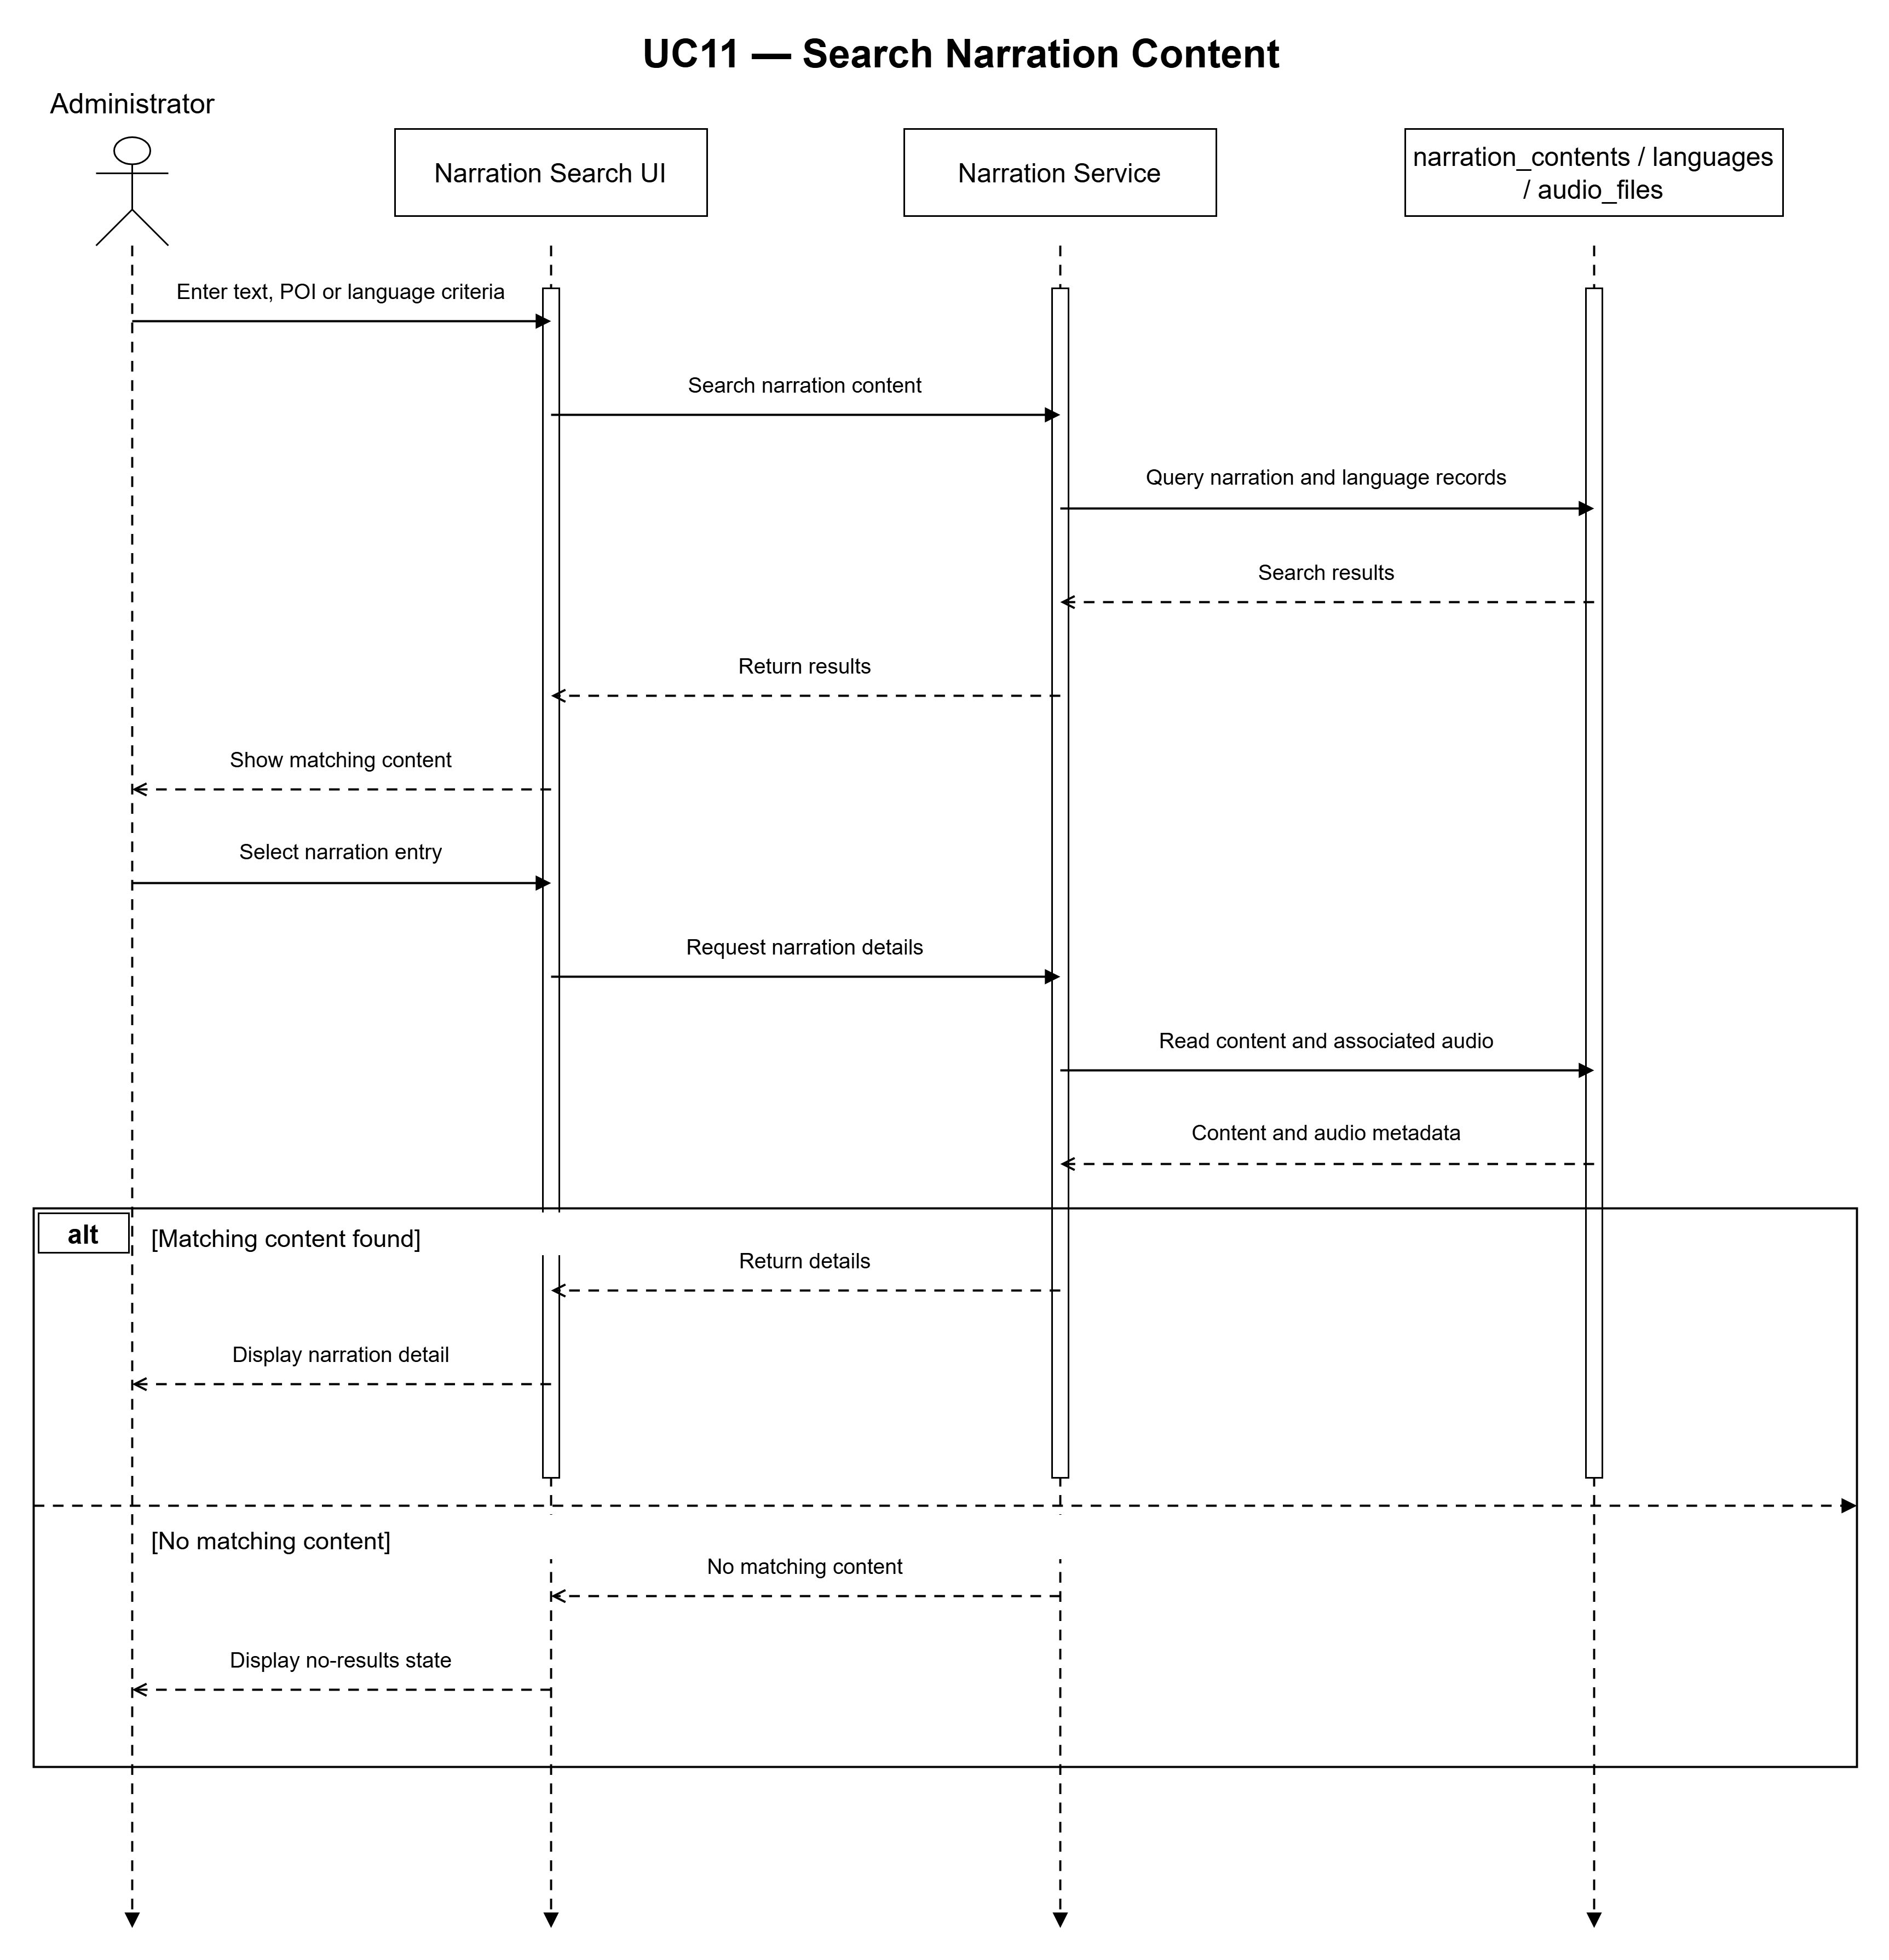 UC11 — Search Narration Content
Administrator
Narration Search UI
Narration Service
narration_contents / languages
/ audio_files
Enter text, POI or language criteria
Search narration content
Query narration and language records
Search results
Return results
Show matching content
Select narration entry
Request narration details
Read content and associated audio
Content and audio metadata
alt
[Matching content found]
Return details
Display narration detail
[No matching content]
No matching content
Display no-results state